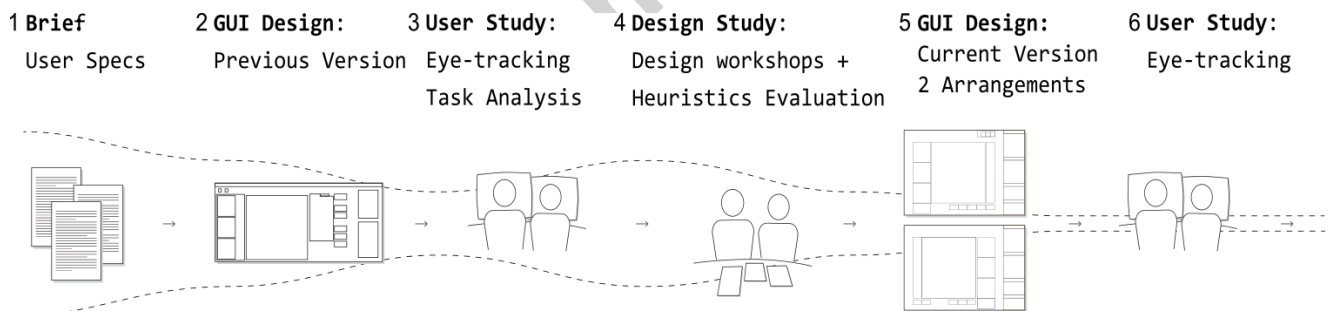 1 Brief
User Specs
2 GUI Design:
Previous Version
3 User Study:
Eye-tracking
Task Analysis
4 Design Study:
Design workshops +
Heuristics Evaluation
5 GUI Design:
Current Version
2 Arrangements
6 User Study:
Eye-tracking